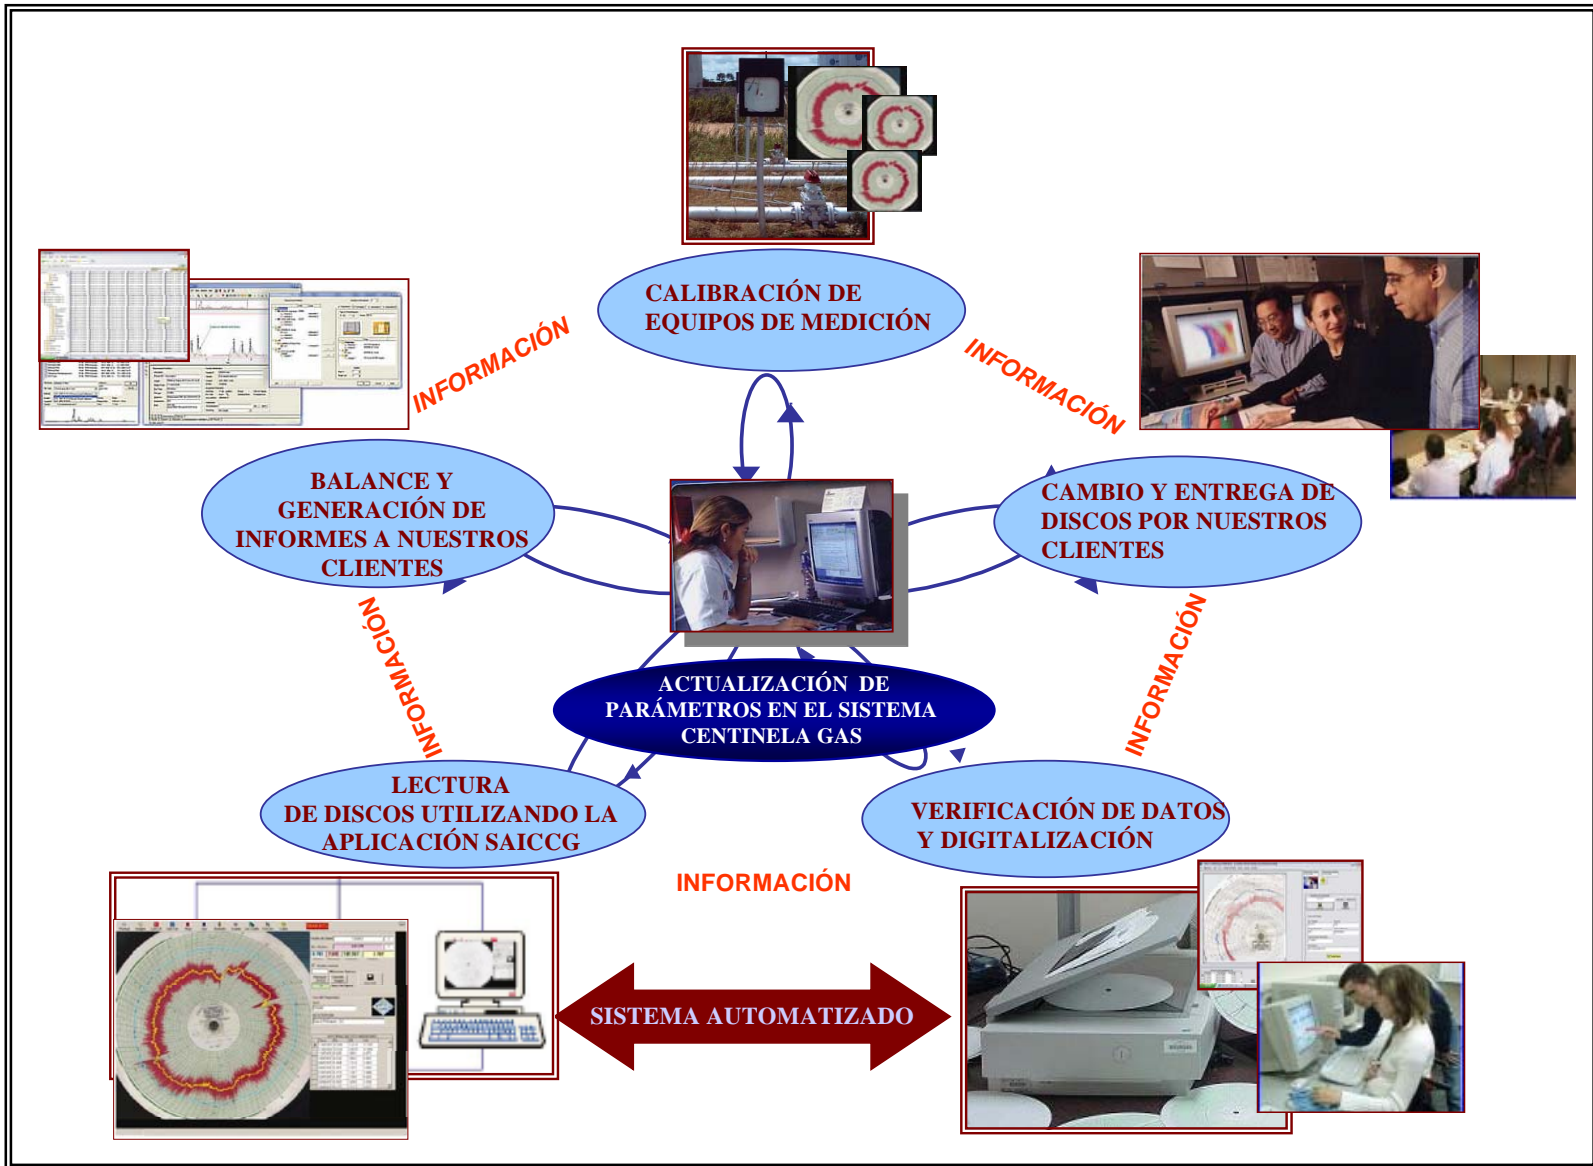 CALIBRACIÓN DE
EQUIPOS DE MEDICIÓN
INFORMACIÓN
INFORMACIÓN
BALANCE Y
GENERACIÓN DE
INFORMES A NUESTROS
CLIENTES
CAMBIO Y ENTREGA DE
DISCOS POR NUESTROS
CLIENTES
INFORMACIÓN
INFORMACIÓN
ACTUALIZACIÓN DE
PARÁMETROS EN EL SISTEMA
CENTINELA GAS
LECTURA
DE DISCOS UTILIZANDO LA
APLICACIÓN SAICCG
VERIFICACIÓN DE DATOS
Y DIGITALIZACIÓN
INFORMACIÓN
SISTEMA AUTOMATIZADO